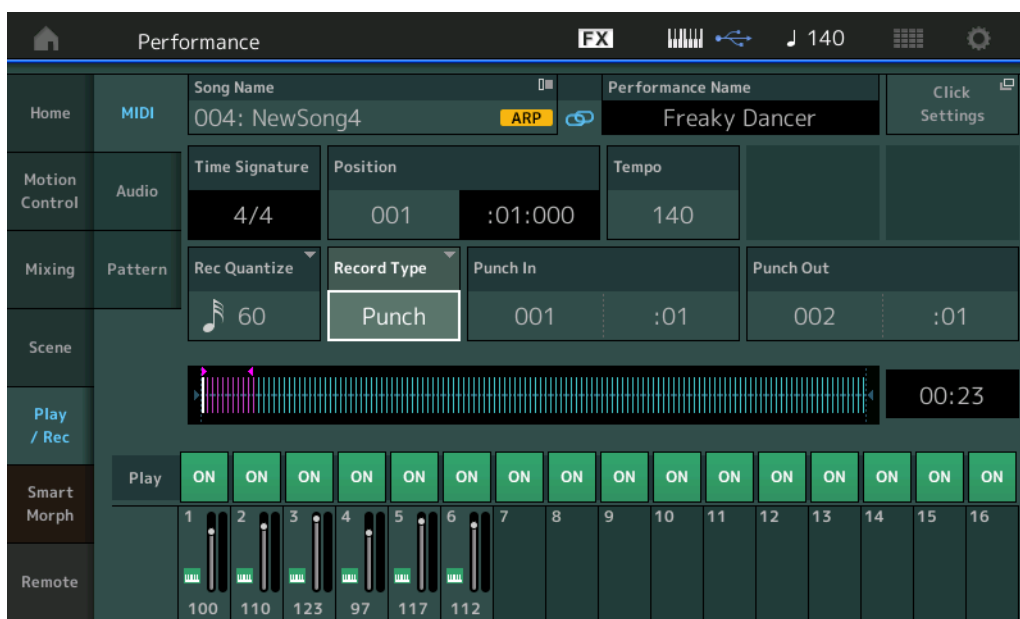 Performance FX 140
Song Name Performance Name Click
004: NewSong4 ARP Freaky Dancer Settings
Home MIDI
Time Signature Position Tempo
Motion
Control Audio
4/4 001 :01:000 140
Mixing Pattern Rec Quantize Record Type Punch In Punch Out
60 Punch 001 :01 002 :01
Scene
Play
/ Rec
00:23
Play ON ON ON ON ON ON ON ON ON ON ON ON ON ON ON ON
Smart
Morph
1 2 3 4 5 6 7 8 9 10 11 12 13 14 15 16
Remote
100 110 123 97 117 112